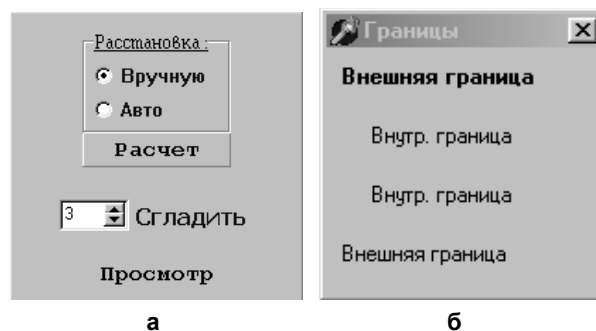 Расстановка :
Вручную
Авто
Расчет
3 Сгладить
Просмотр
а
Границы
Внешняя граница
Внутр. граница
Внутр. граница
Внешняя граница
б